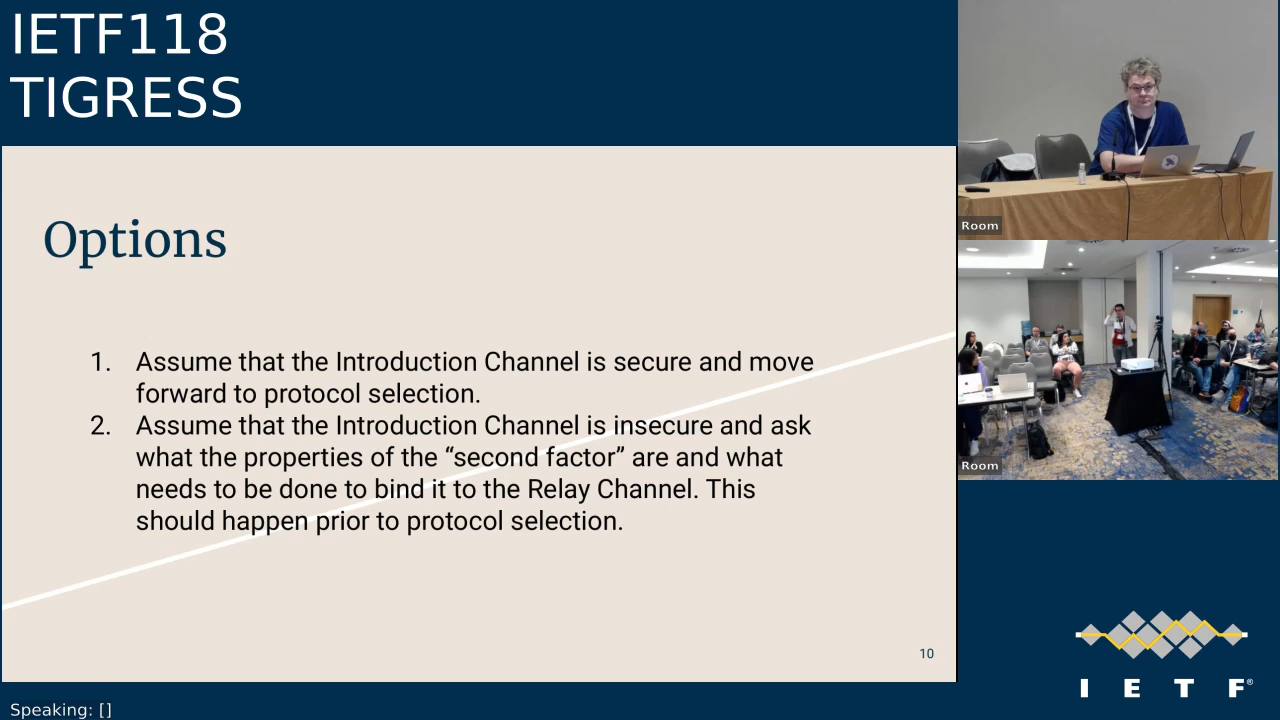 IETF118
TIGRESS
Options
1. Assume that the Introduction Channel is secure and move
forward to protocol selection.
2. Assume that the Introduction Channel is insecure and ask
what the properties of the “second factor” are and what
needs to be done to bind it to the Relay Channel. This
should happen prior to protocol selection.
10
Room
Room
I E T F®
Speaking: []